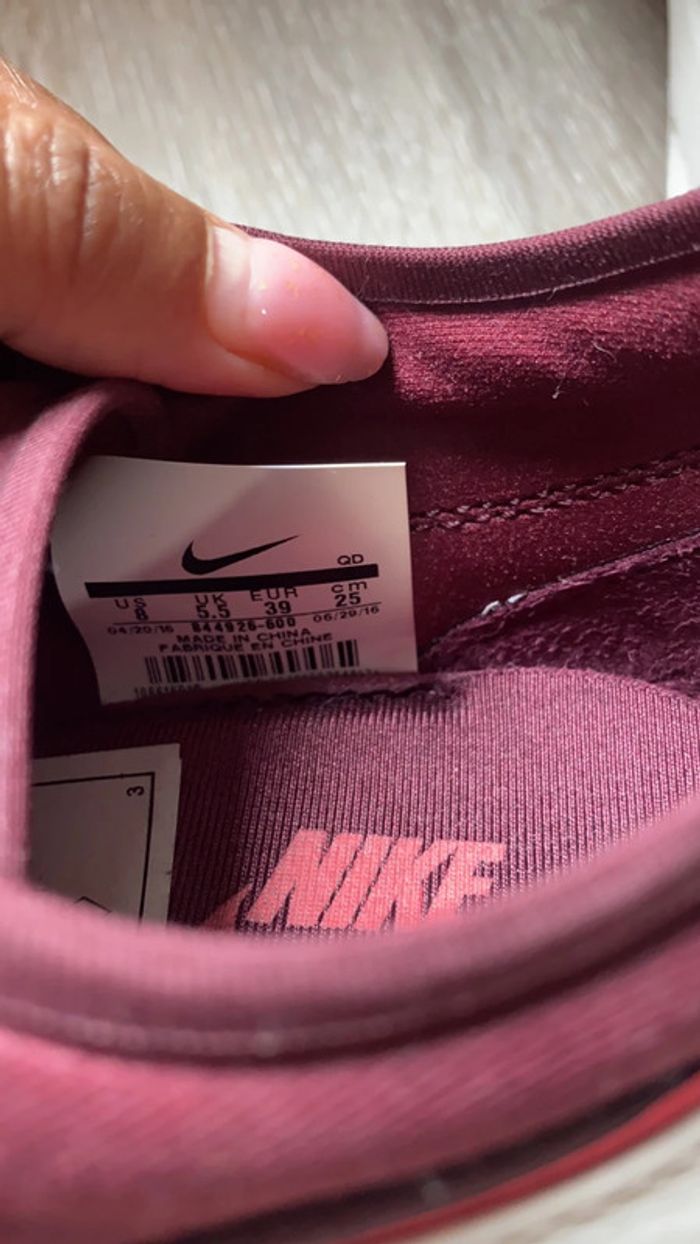 QD
US UK EUR cm
8 5.5 39 25
04/20/16 844926-600 06/29/16
MADE IN CHINA
FABRIQUE EN CHINE
3
NIKE